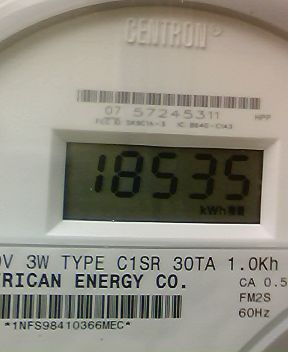 CENTRON®
07 57245311
HPP
18535
kWh
V 3W TYPE C1SR 30TA 1.0Kh
RICAN ENERGY CO.
CA 0.5
FM2S
60Hz
*1NFS98410366MEC*